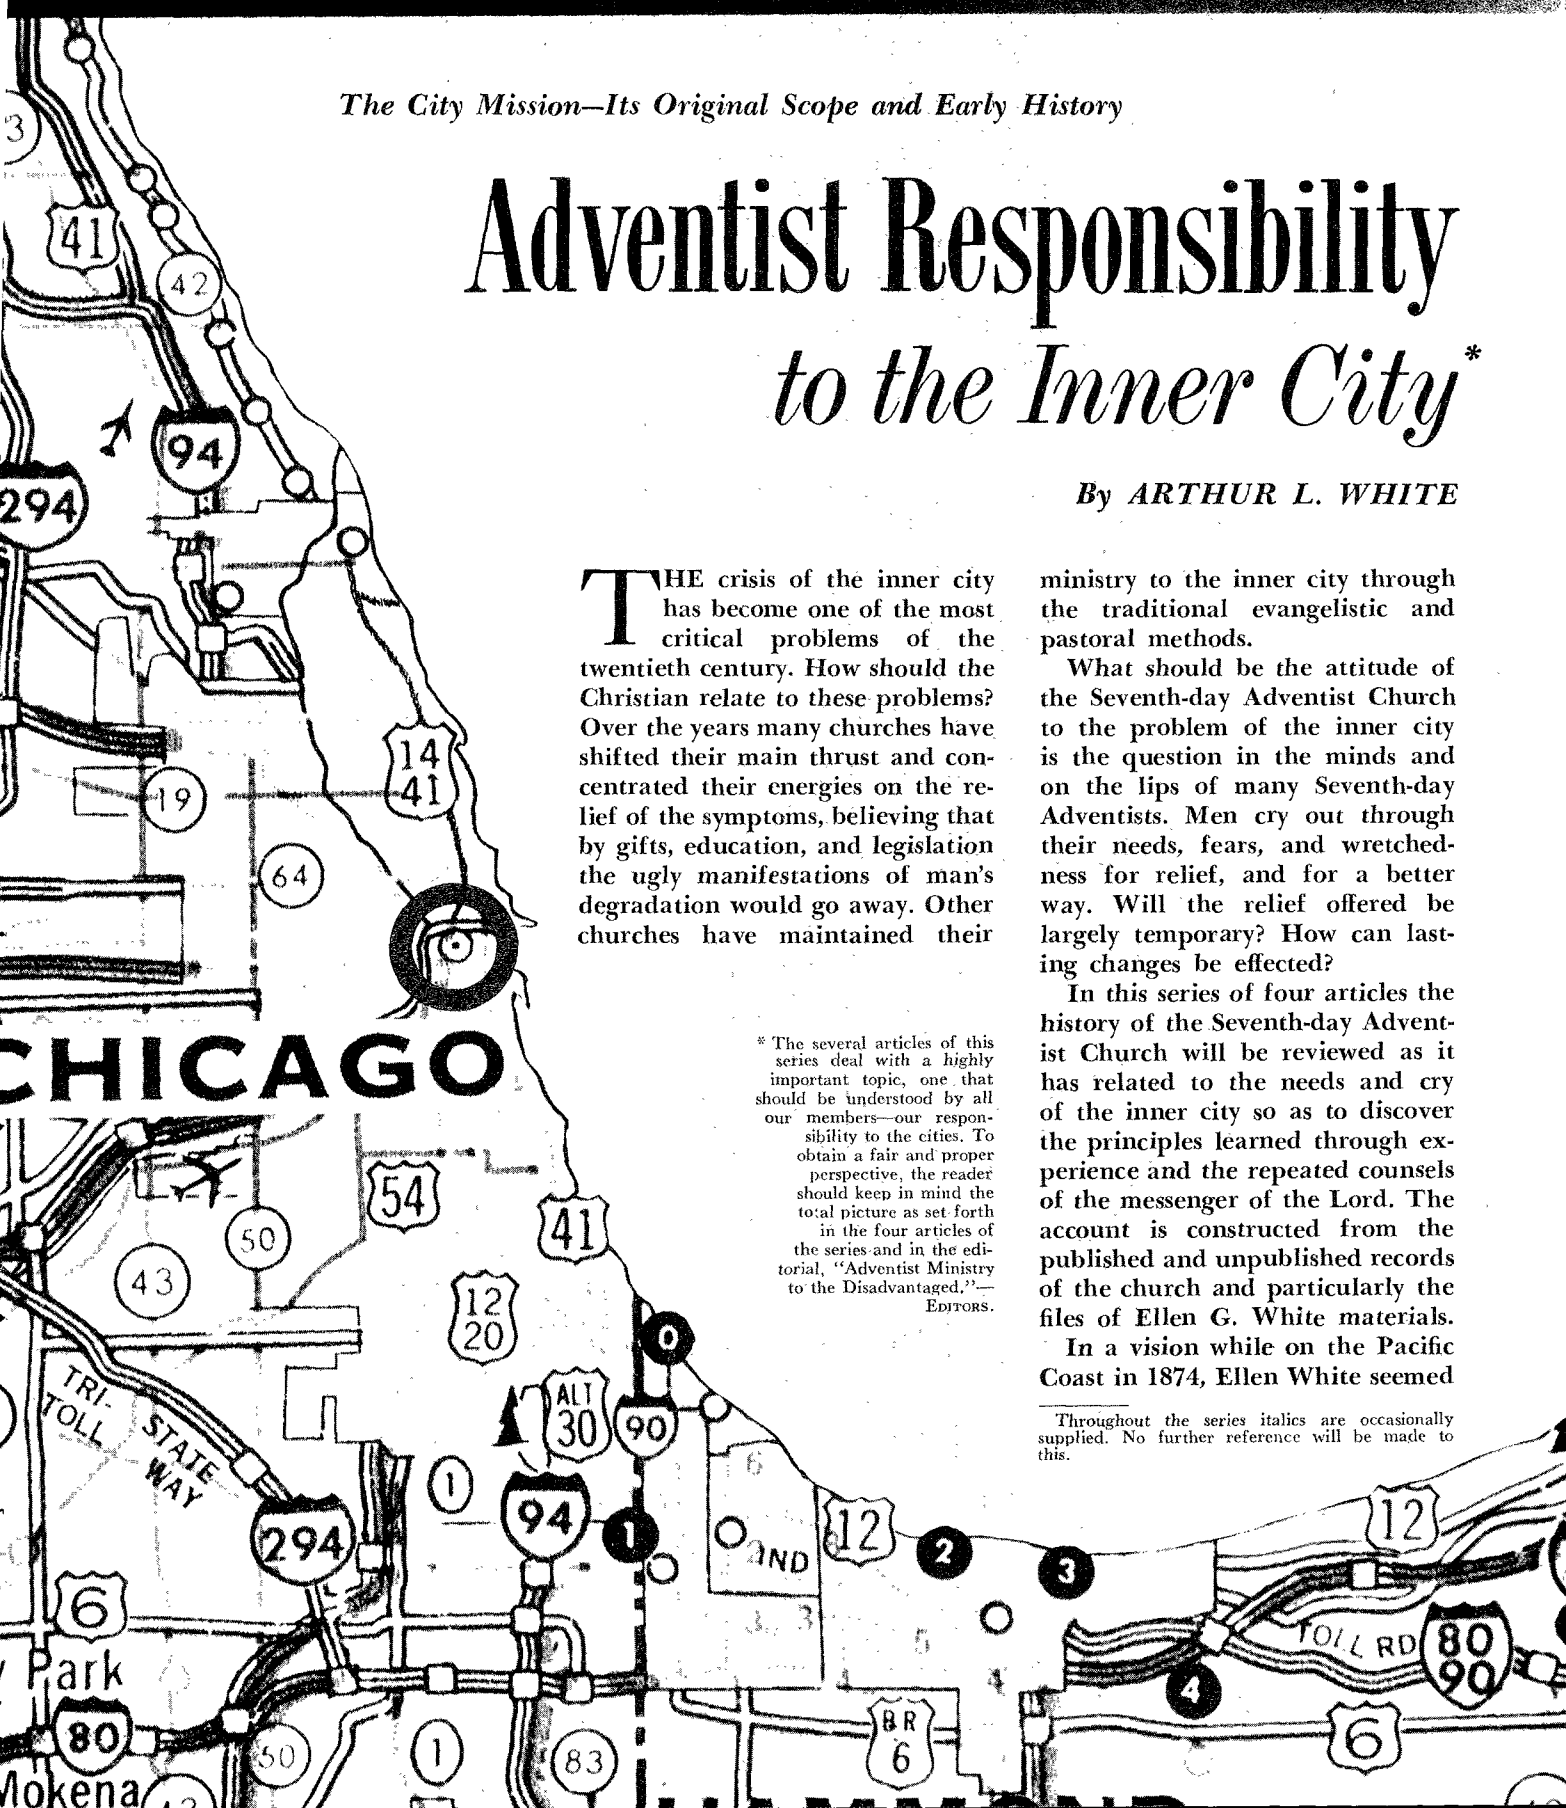 The City Mission—Its Original Scope and Early History
Adventist Responsibility
to the Inner City*
By ARTHUR L. WHITE
THE crisis of the inner city
has become one of the most
critical problems of the
twentieth century. How should the
Christian relate to these problems?
Over the years many churches have
shifted their main thrust and con-
centrated their energies on the re-
lief of the symptoms, believing that
by gifts, education, and legislation
the ugly manifestations of man's
degradation would go away. Other
churches have maintained their
ministry to the inner city through
the traditional evangelistic and
pastoral methods.
What should be the attitude of
the Seventh-day Adventist Church
to the problem of the inner city
is the question in the minds and
on the lips of many Seventh-day
Adventists. Men cry out through
their needs, fears, and wretched-
ness for relief, and for a better
way. Will the relief offered be
largely temporary? How can last-
ing changes be effected?
In this series of four articles the
history of the Seventh-day Advent-
ist Church will be reviewed as it
has related to the needs and cry
of the inner city so as to discover
the principles learned through ex-
perience and the repeated counsels
of the messenger of the Lord. The
account is constructed from the
published and unpublished records
of the church and particularly the
files of Ellen G. White materials.
In a vision while on the Pacific
Coast in 1874, Ellen White seemed
* The several articles of this
series deal with a highly
important topic, one that
should be understood by all
our members—our respon-
sibility to the cities. To
obtain a fair and proper
perspective, the reader
should keep in mind the
total picture as set forth
in the four articles of
the series and in the edi-
torial, "Adventist Ministry
to the Disadvantaged."—
EDITORS.
Throughout the series italics are occasionally
supplied. No further reference will be made to
this.
3
41
42
94
294
14
41
19
64
CHICAGO
54
41
50
43
12
20
0
TRI-
TOLL
STATE
WAY
ALT
30
90
6
1
94
1
294
IND
12
2
3
12
6
3
5
4
TOLL RD
80
90
Park
4
80
50
1
83
BR
6
6
Mokena
HAMMOND